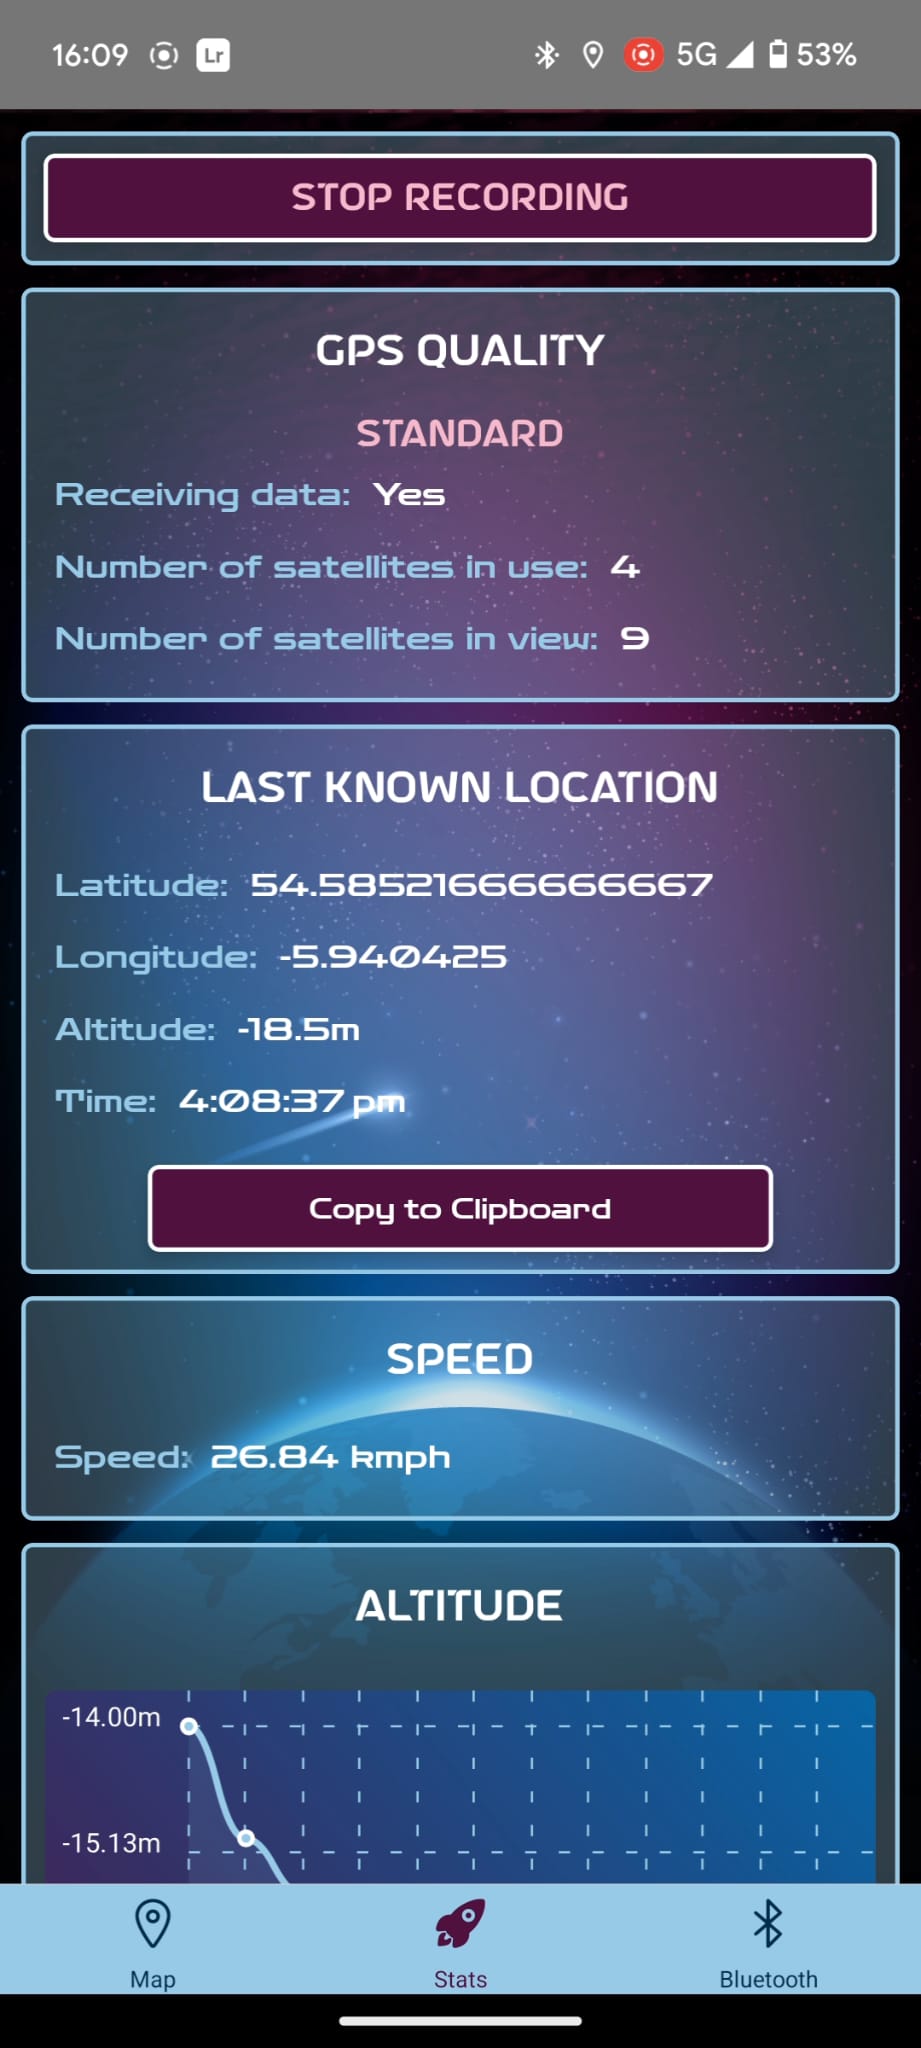 16:09 Lr 5G 53%
STOP RECORDING
GPS QUALITY
STANDARD
Receiving data: Yes
Number of satellites in use: 4
Number of satellites in view: 9
LAST KNOWN LOCATION
Latitude: 54.58521666666667
Longitude: -5.940425
Altitude: -18.5m
Time: 4:08:37 pm
Copy to Clipboard
SPEED
Speed: 26.84 kmph
ALTITUDE
-14.00m
-15.13m
Map Stats Bluetooth